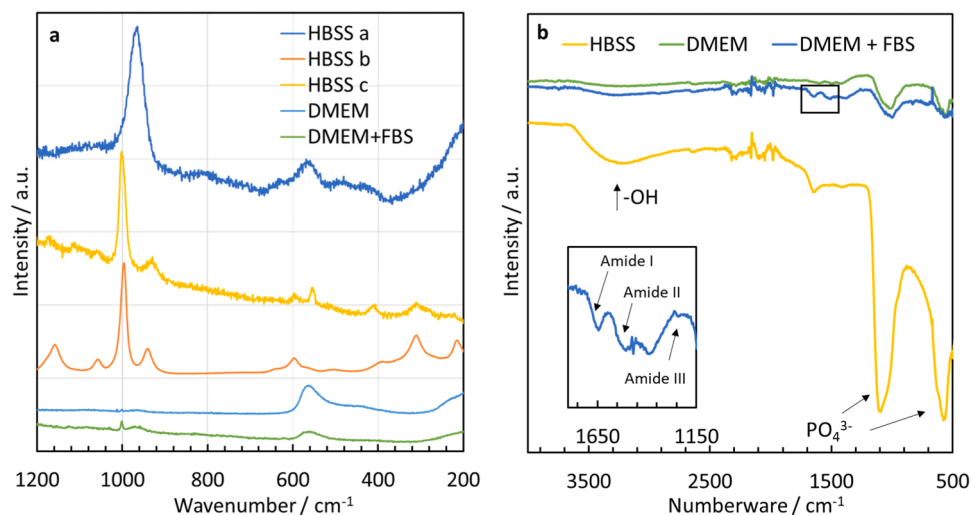 a
HBSS a
HBSS b
HBSS c
DMEM
DMEM+FBS
Intensity / a.u.
1200 1000 800 600 400 200
Wavenumber / cm-1
b
HBSS DMEM DMEM + FBS
Intensity / a.u.
-OH
Amide I
Amide II
Amide III
1650 1150
PO₄³⁻
3500 2500 1500 500
Numberware / cm-1